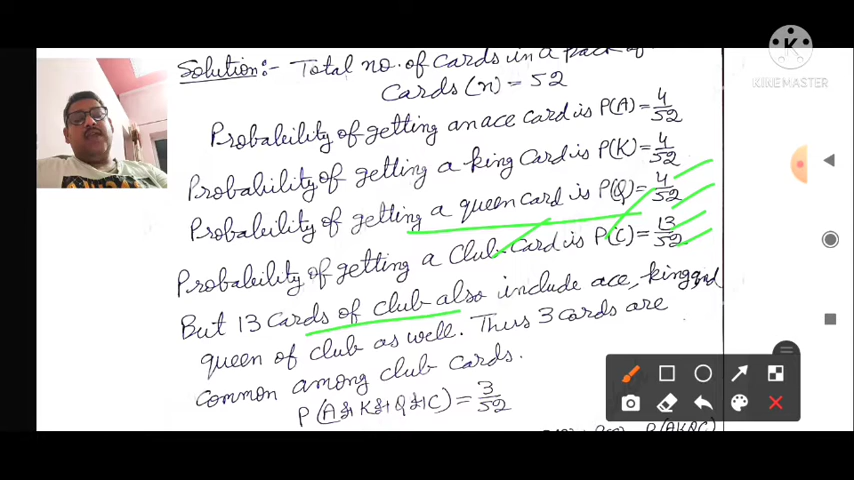 Solution:- Total no. of cards in a pack of
Cards (n) = 52
Probability of getting an ace card is P(A) = 4/52
Probability of getting a king Card is P(K) = 4/52
Probability of getting a queen card is P(Q) = 4/52
Probability of getting a Club Card is P(C) = 13/52.
But 13 Cards of club also include ace, king and
queen of club as well. Thus 3 cards are
common among club cards.
P(A & K & Q & C) = 3/52
P(AKQC)
K
KINEMASTER